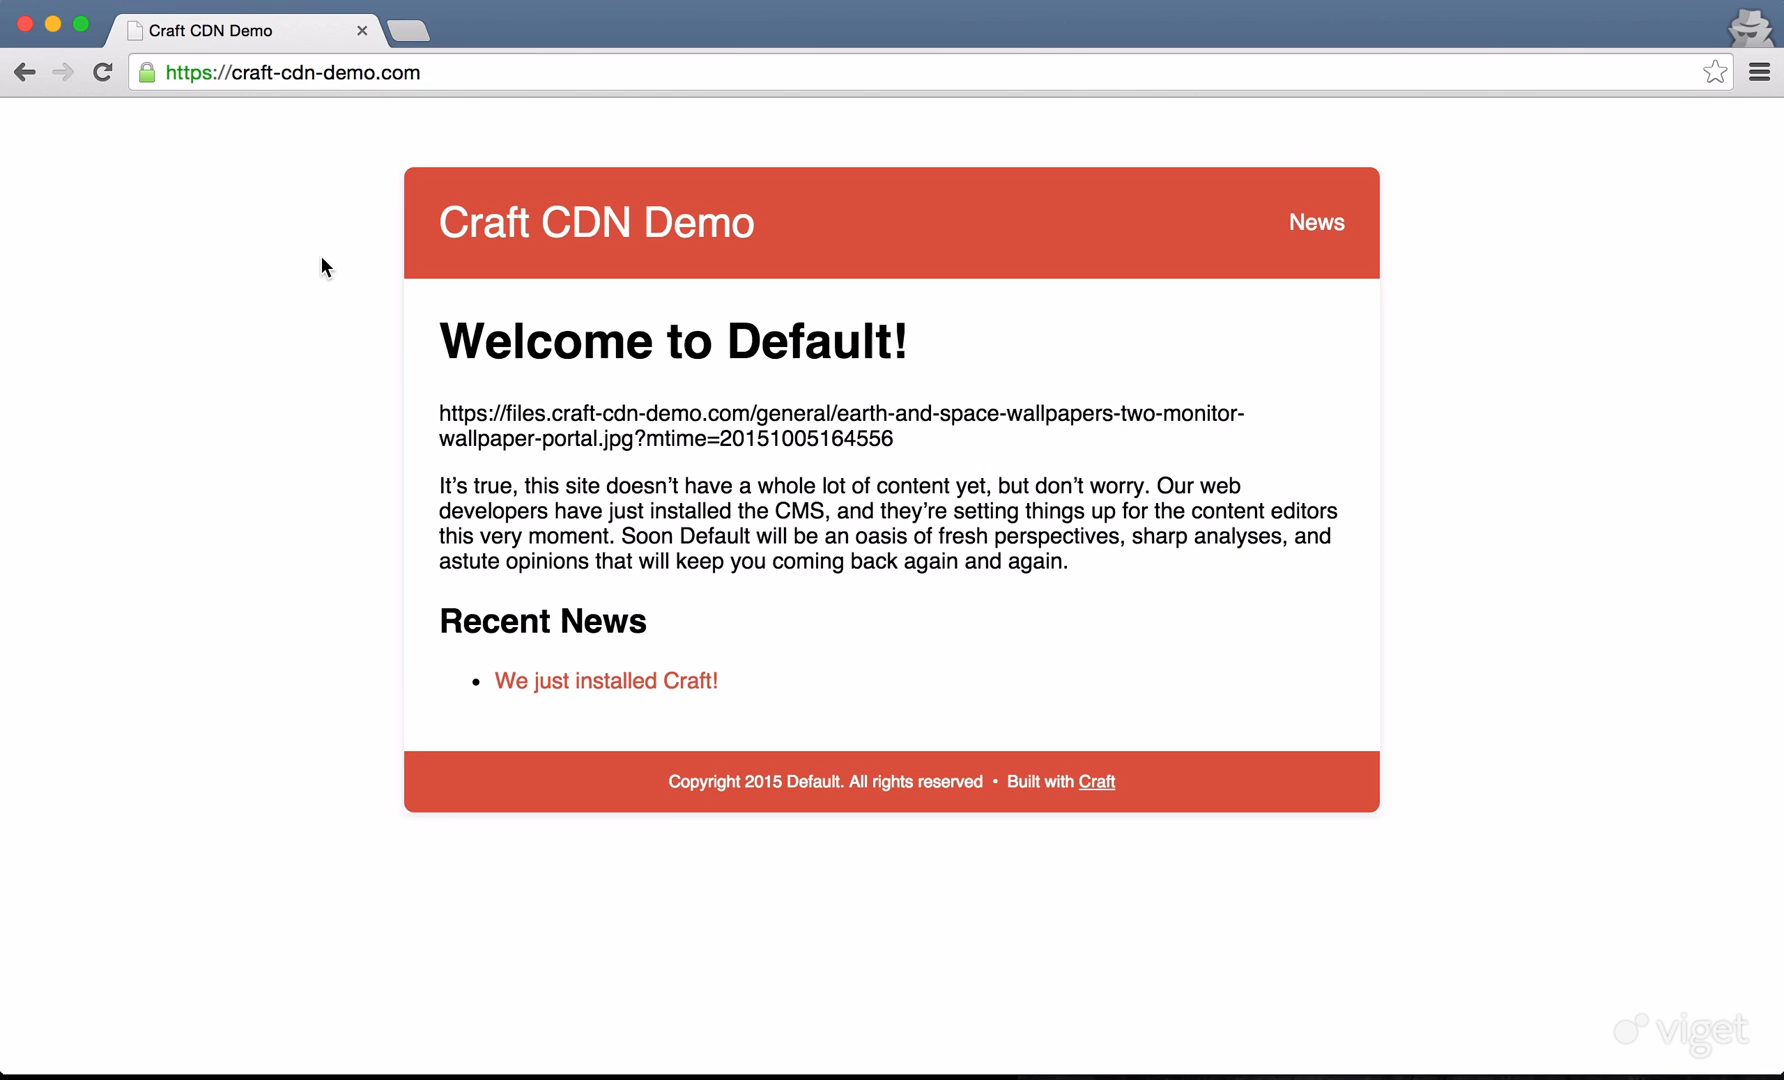 Craft CDN Demo
https://craft-cdn-demo.com
Craft CDN Demo
News
Welcome to Default!
https://files.craft-cdn-demo.com/general/earth-and-space-wallpapers-two-monitor-
wallpaper-portal.jpg?mtime=20151005164556
It’s true, this site doesn’t have a whole lot of content yet, but don’t worry. Our web
developers have just installed the CMS, and they’re setting things up for the content editors
this very moment. Soon Default will be an oasis of fresh perspectives, sharp analyses, and
astute opinions that will keep you coming back again and again.
Recent News
• We just installed Craft!
Copyright 2015 Default. All rights reserved • Built with Craft
viget